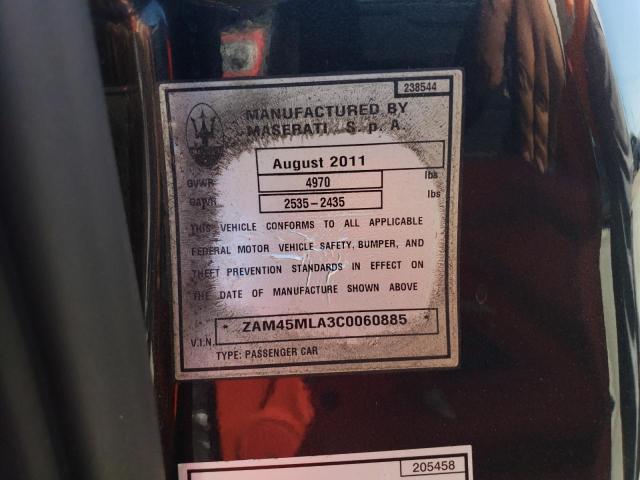 238544
MANUFACTURED BY
MASERATI S.p.A.
August 2011
GVWR 4970 lbs
GAWR 2535-2435 lbs
THIS VEHICLE CONFORMS TO ALL APPLICABLE
FEDERAL MOTOR VEHICLE SAFETY, BUMPER, AND
THEFT PREVENTION STANDARDS IN EFFECT ON
THE DATE OF MANUFACTURE SHOWN ABOVE
V.I.N. * ZAM45MLA3C0060885 *
TYPE: PASSENGER CAR
205458